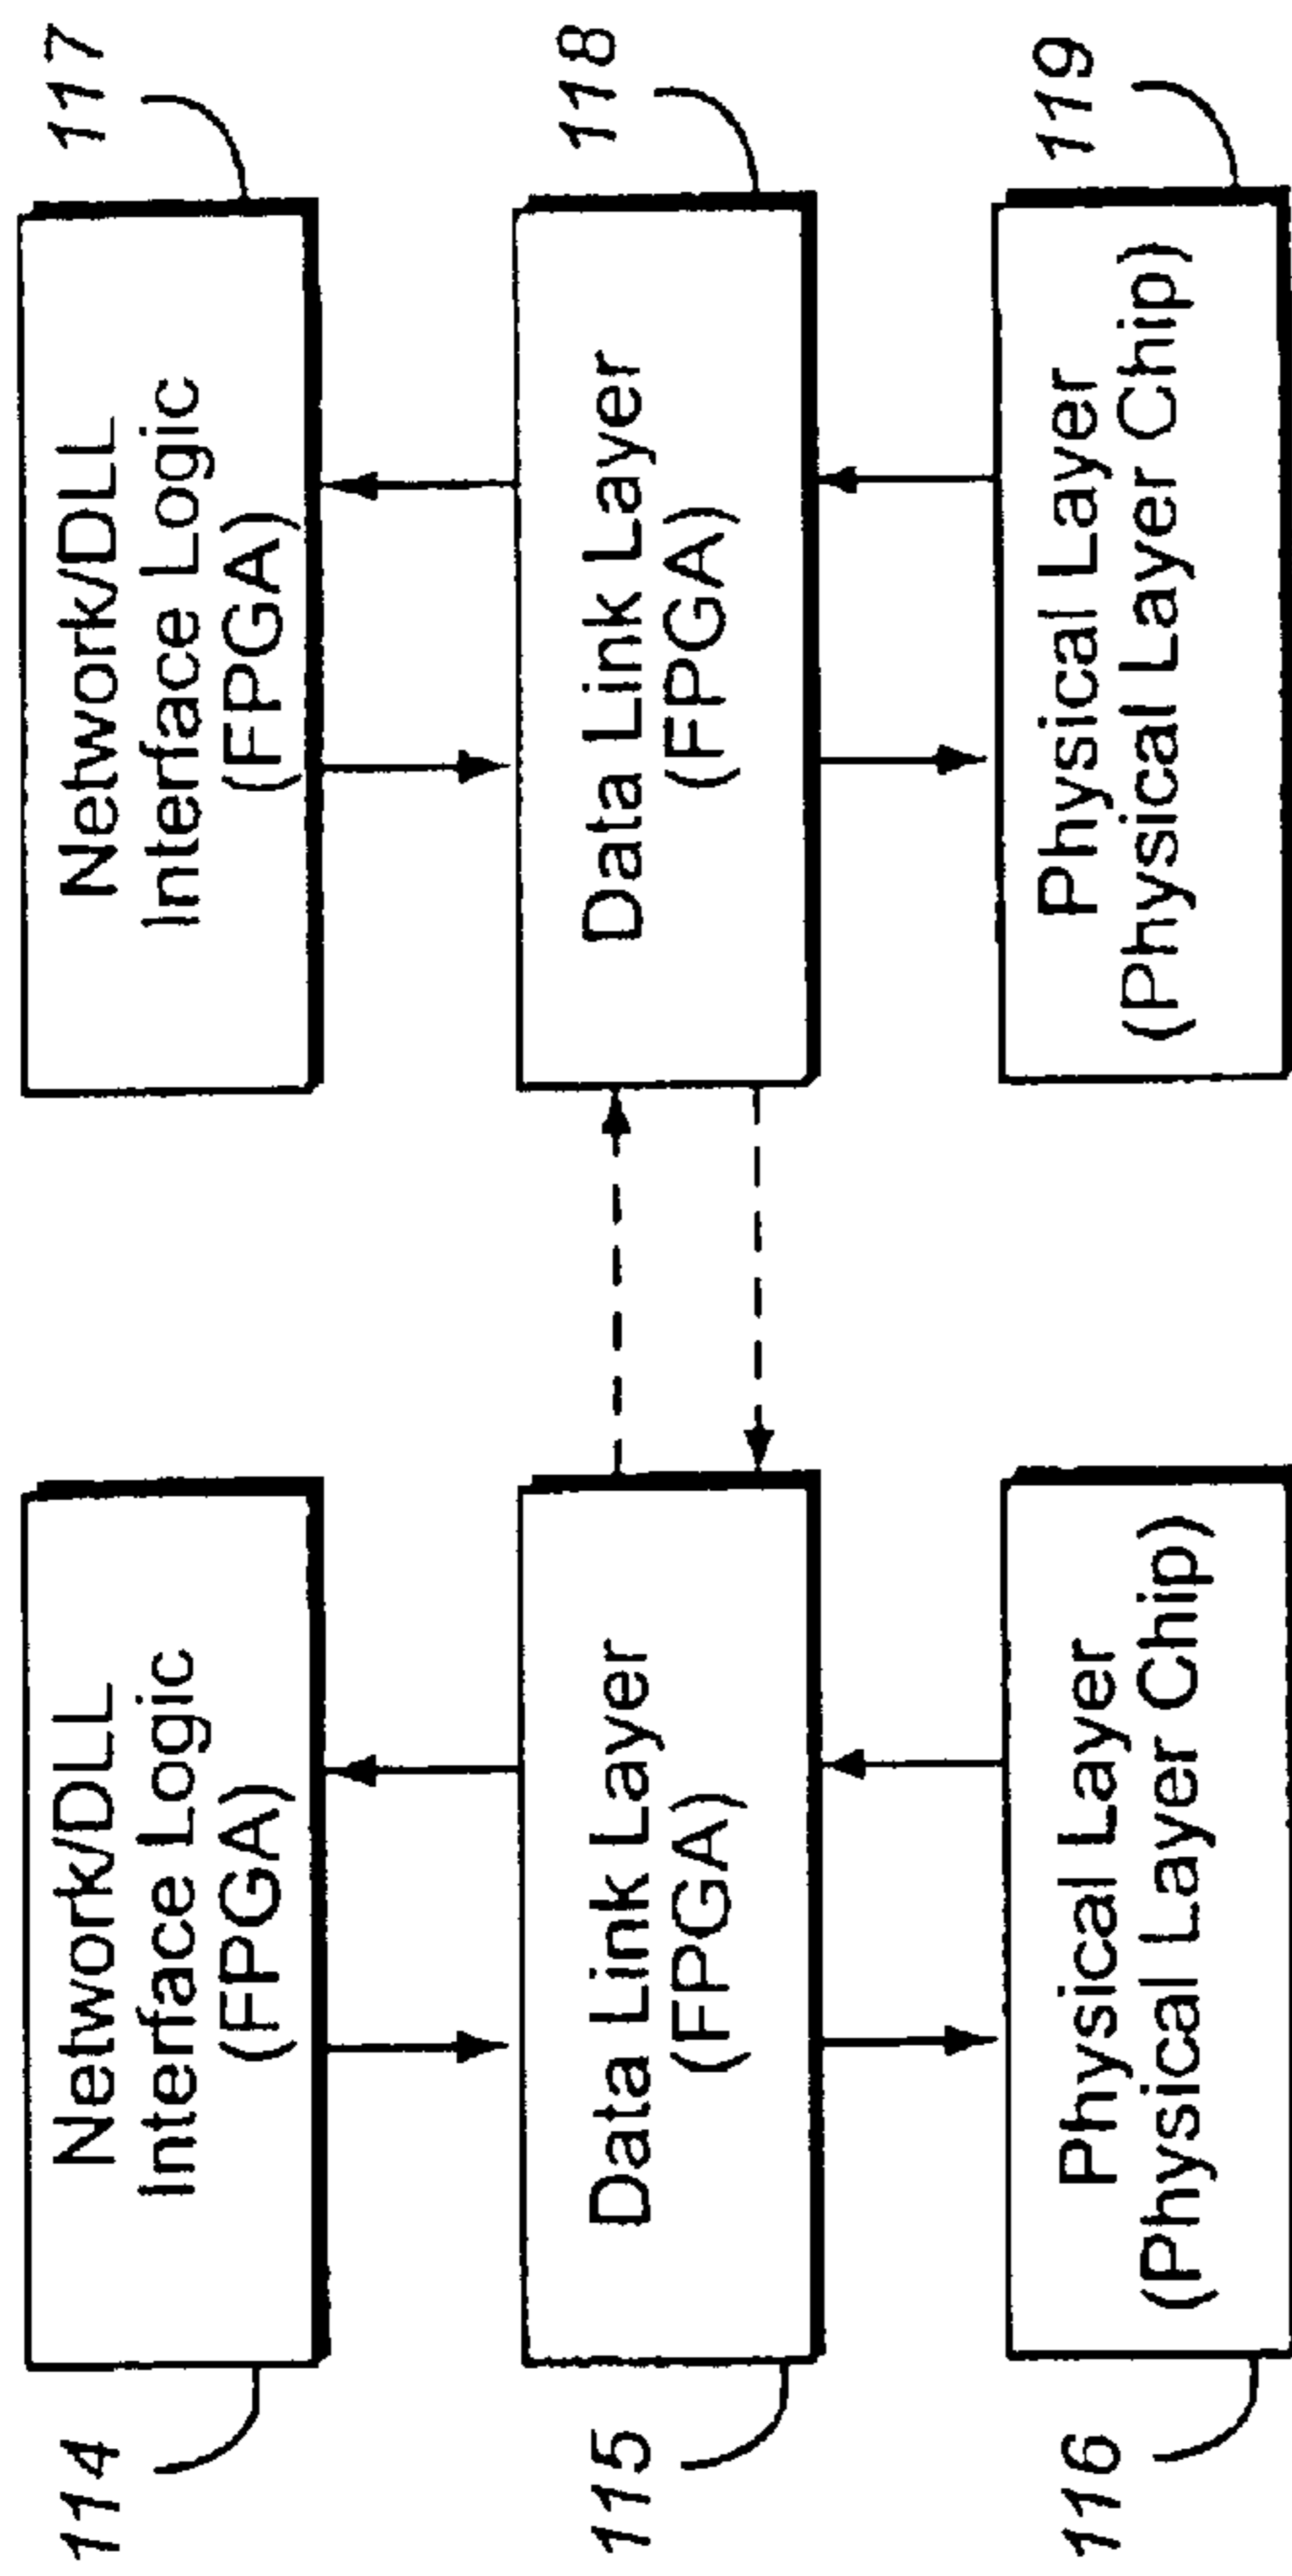 114
Network/DLL
Interface Logic
(FPGA)
115
Data Link Layer
(FPGA)
116
Physical Layer
(Physical Layer Chip)
117
Network/DLL
Interface Logic
(FPGA)
118
Data Link Layer
(FPGA)
119
Physical Layer
(Physical Layer Chip)